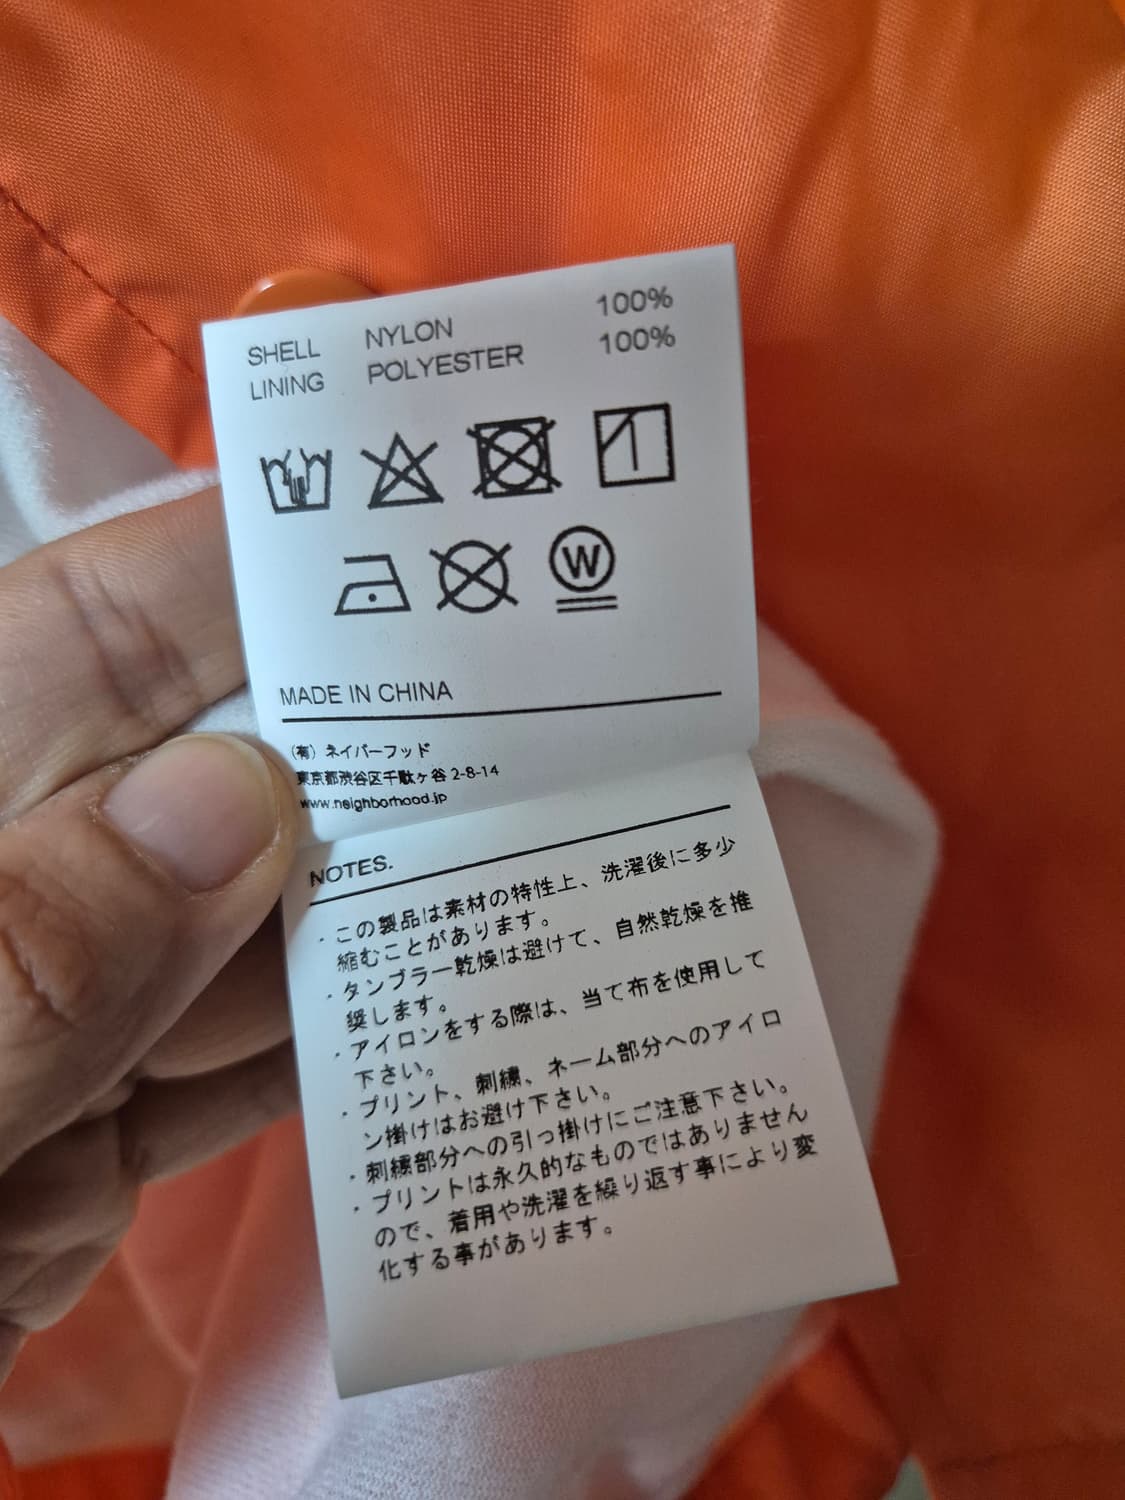 SHELL NYLON 100%
LINING POLYESTER 100%
W
MADE IN CHINA
(有) ネイバーフッド
東京都渋谷区千駄ヶ谷 2-8-14
www.neighborhood.jp
NOTES.
・この製品は素材の特性上、洗濯後に多少
縮むことがあります。
・タンブラー乾燥は避けて、自然乾燥を推
奨します。
・アイロンをする際は、当て布を使用して
下さい。
・プリント、刺繍、ネーム部分へのアイロ
ン掛けはお避け下さい。
・刺繍部分への引っ掛けにご注意下さい。
・プリントは永久的なものではありません
ので、着用や洗濯を繰り返す事により変
化する事があります。